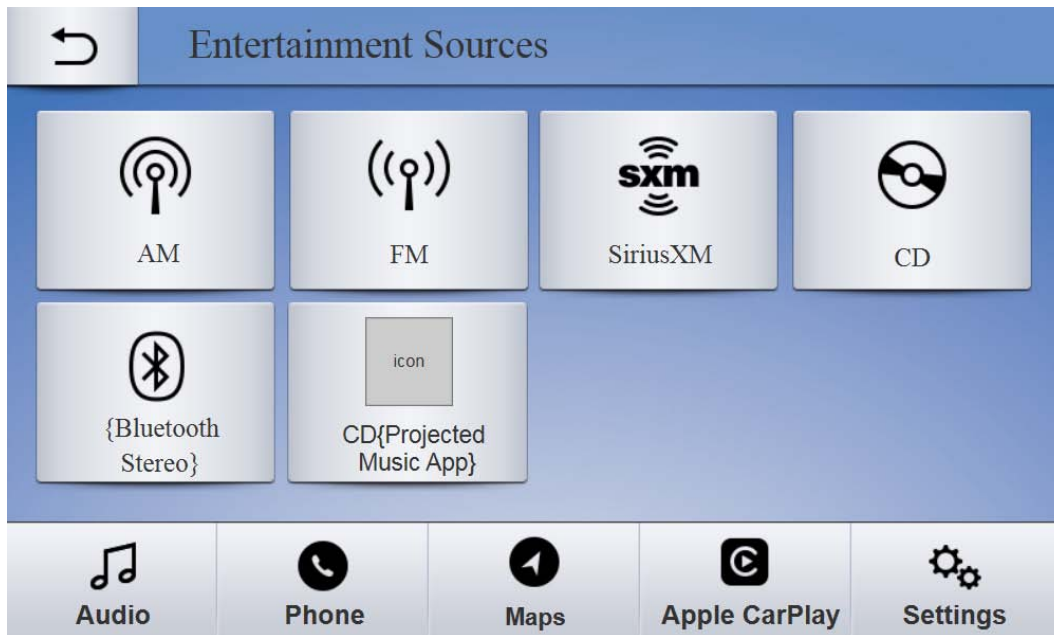 Entertainment Sources
sxm
AM
FM
SiriusXM
CD
icon
{Bluetooth
Stereo}
CD{Projected
Music App}
Audio
Phone
Maps
Apple CarPlay
Settings